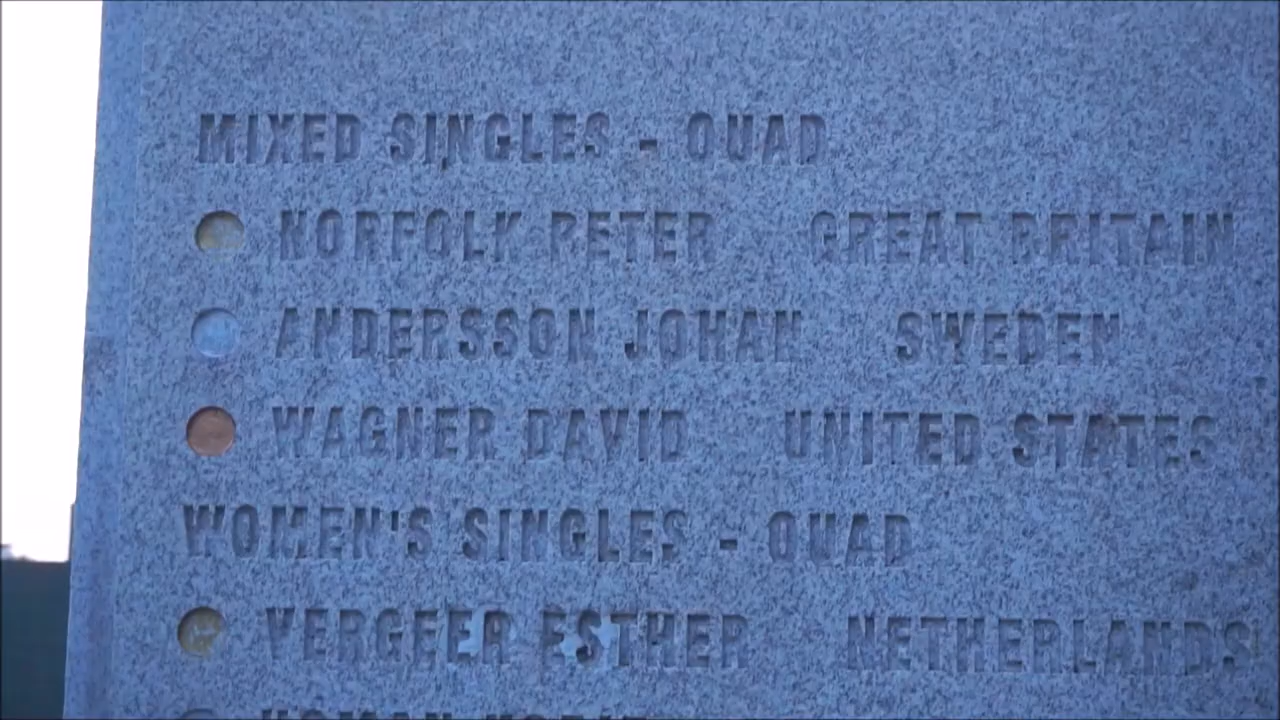 MIXED SINGLES - QUAD
NORFOLK PETER GREAT BRITAIN
ANDERSSON JOHAN SWEDEN
WAGNER DAVID UNITED STATES
WOMEN'S SINGLES - QUAD
VERGEER ESTHER NETHERLANDS